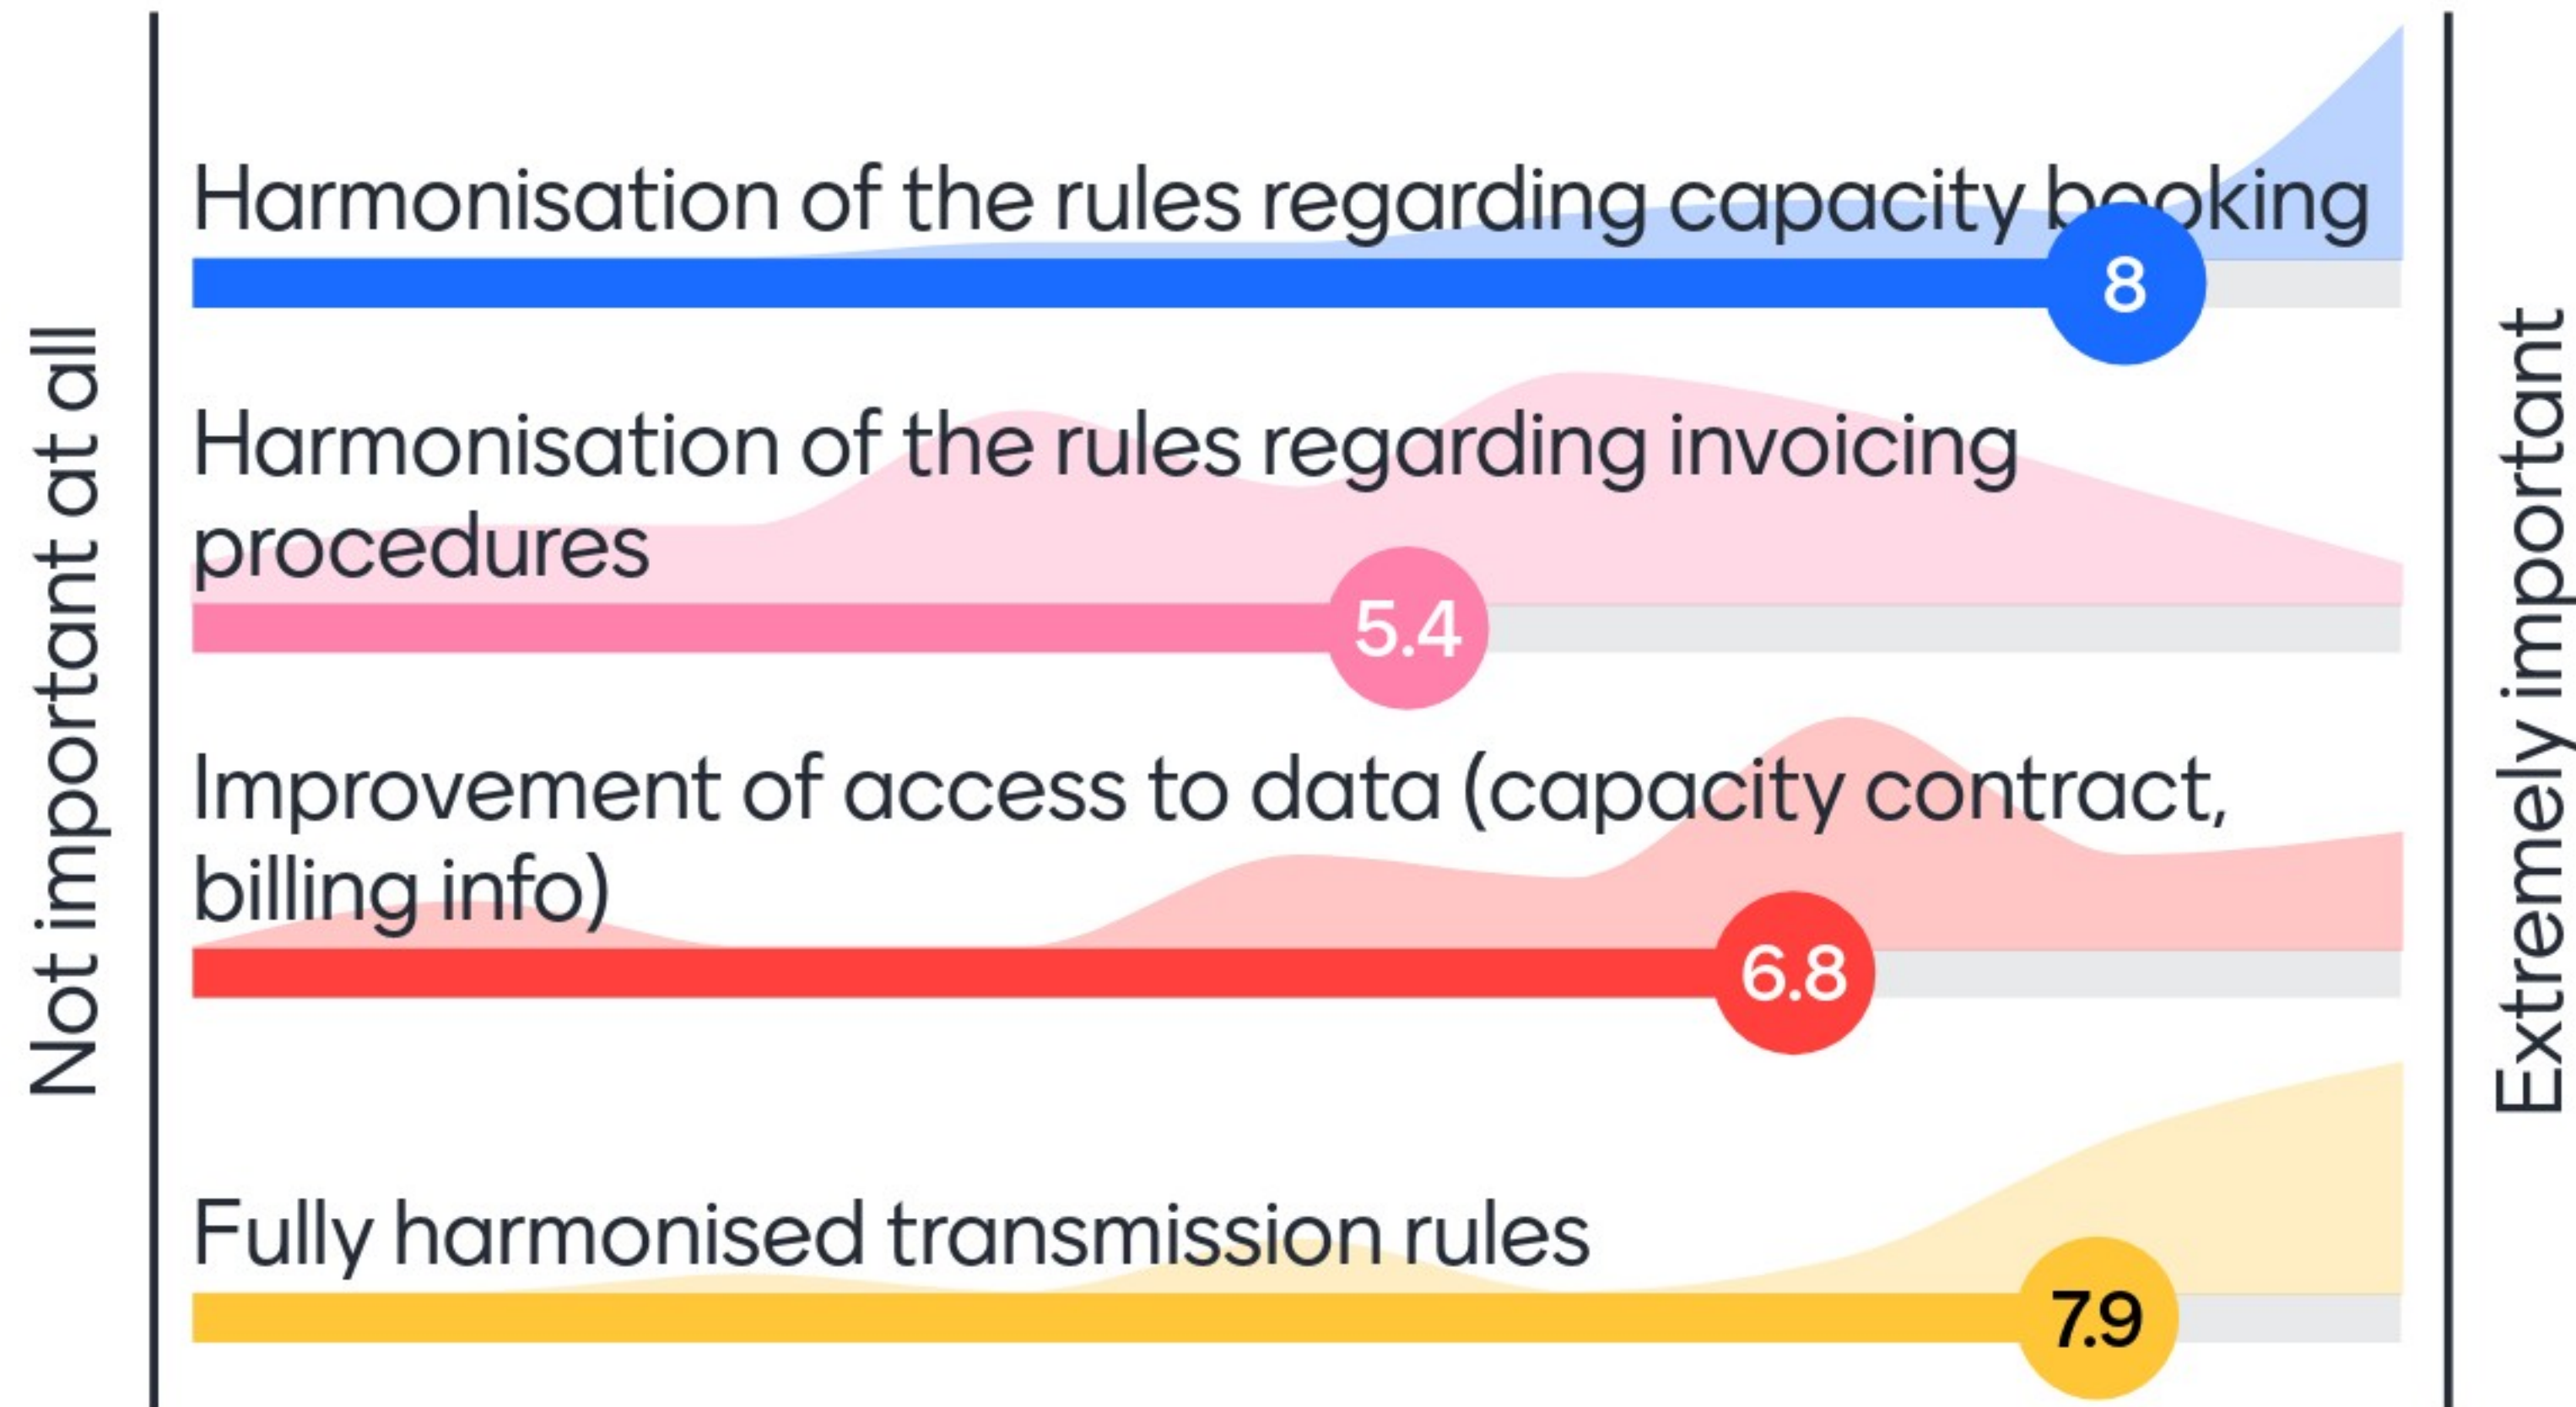 Not important at all
Harmonisation of the rules regarding capacity booking
8
Harmonisation of the rules regarding invoicing
procedures
5.4
Improvement of access to data (capacity contract,
billing info)
6.8
Fully harmonised transmission rules
7.9
Extremely important